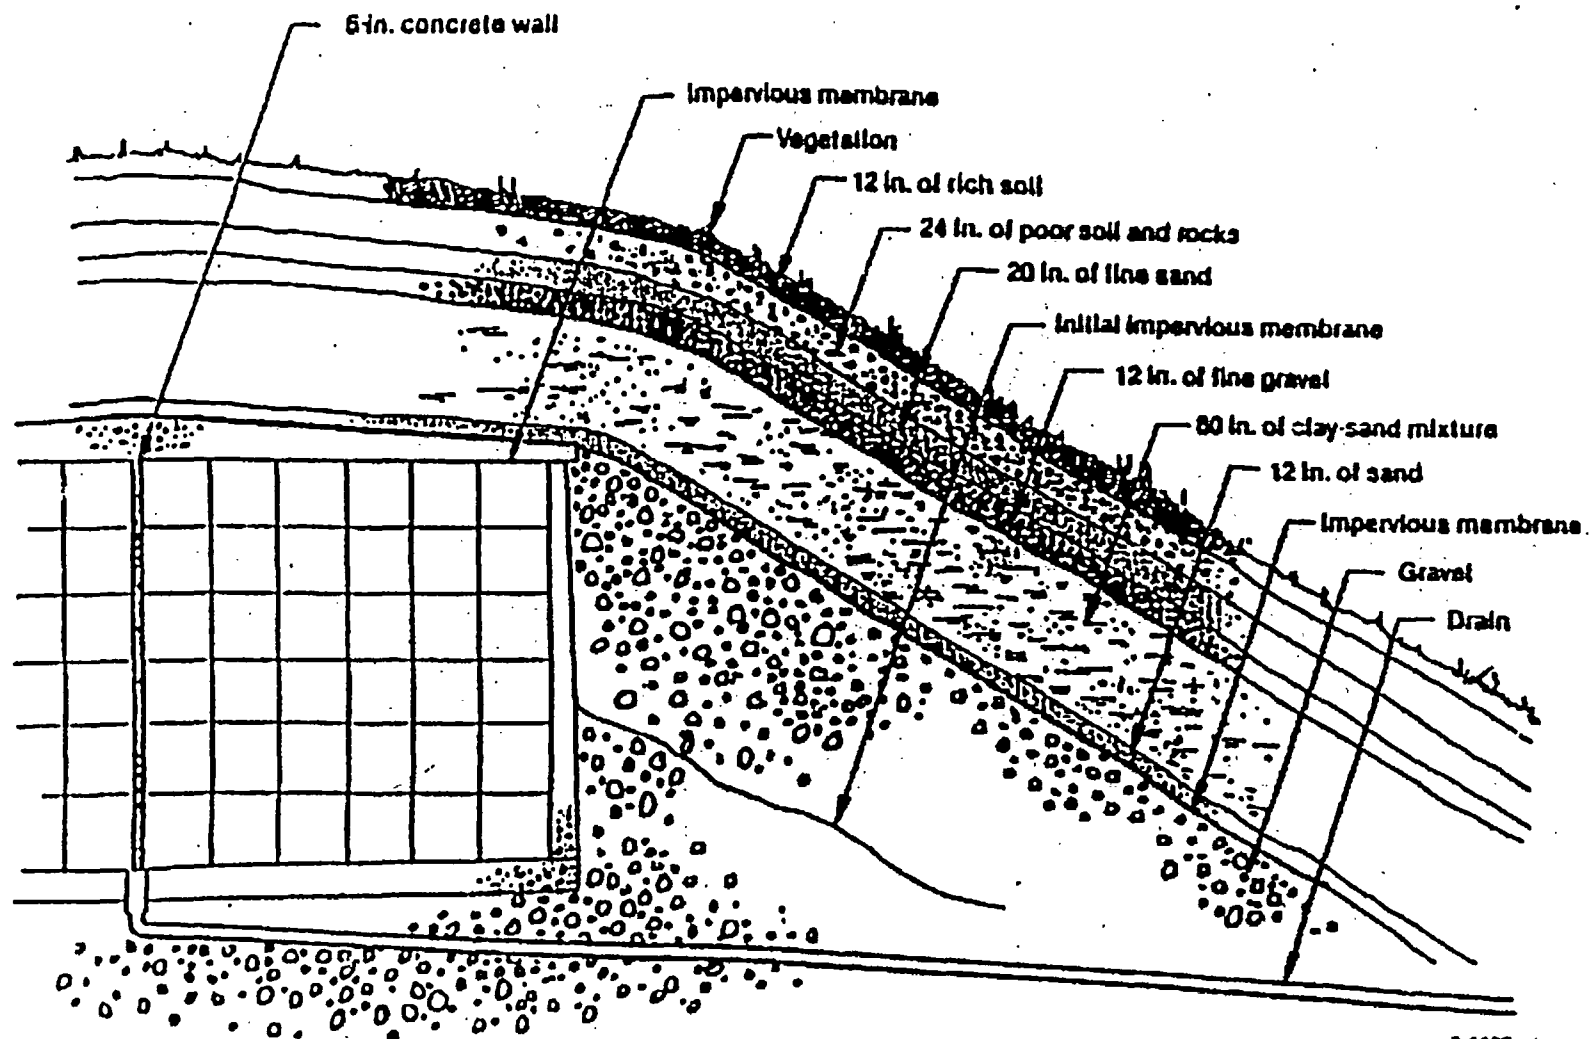 6-in. concrete wall
Impervious membrane
Vegetation
12 in. of rich soil
24 in. of poor soil and rocks
20 in. of fine sand
Initial impervious membrane
12 in. of fine gravel
80 in. of clay-sand mixture
12 in. of sand
Impervious membrane
Gravel
Drain